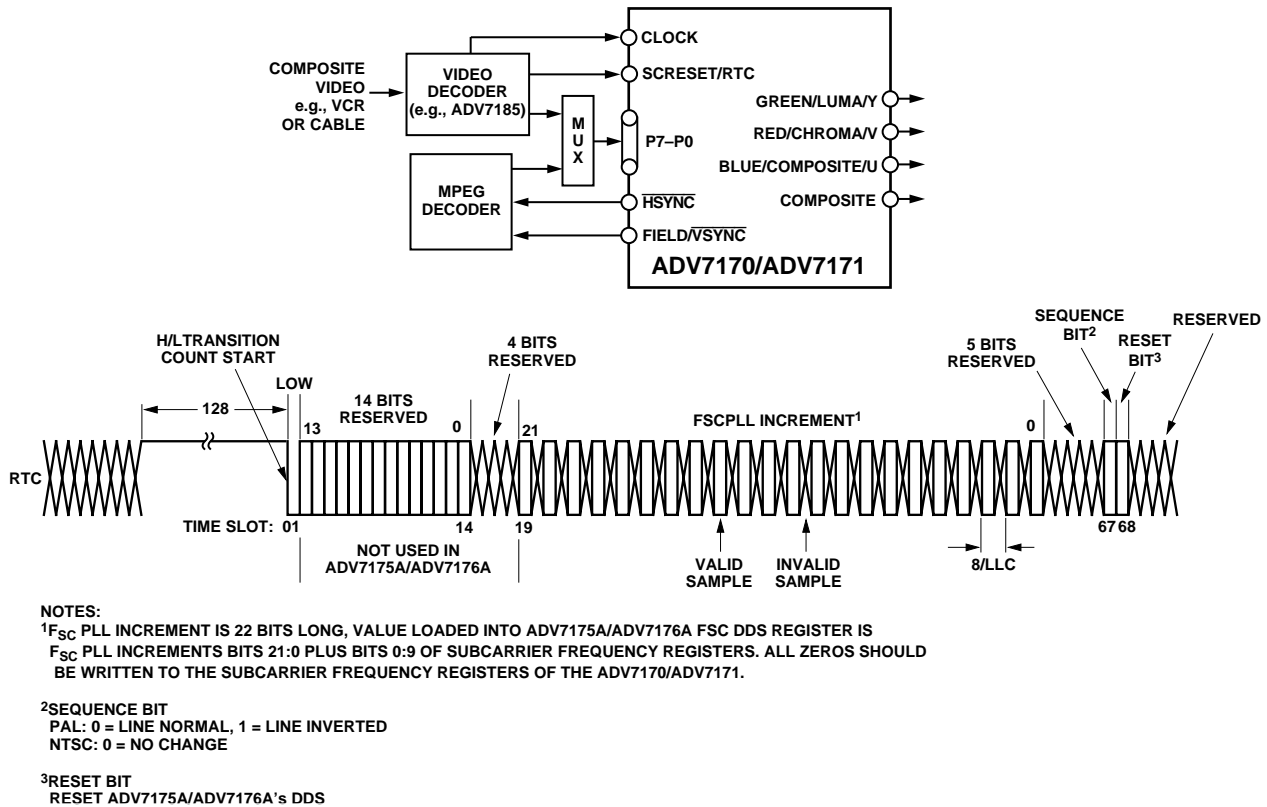 CLOCK
COMPOSITE
VIDEO
e.g., VCR
OR CABLE
VIDEO
DECODER
(e.g., ADV7185)
SCRESET/RTC
GREEN/LUMA/Y
M
U
X
P7–P0
RED/CHROMA/V
BLUE/COMPOSITE/U
MPEG
DECODER
HSYNC
COMPOSITE
FIELD/VSYNC
ADV7170/ADV7171
H/LTRANSITION
COUNT START
LOW
128
14 BITS
RESERVED
13
0
4 BITS
RESERVED
21
FSCPLL INCREMENT1
0
5 BITS
RESERVED
SEQUENCE
BIT2
RESET
BIT3
RESERVED
RTC
TIME SLOT: 01
14
19
67 68
NOT USED IN
ADV7175A/ADV7176A
VALID
SAMPLE
INVALID
SAMPLE
8/LLC
NOTES:
1FSC PLL INCREMENT IS 22 BITS LONG, VALUE LOADED INTO ADV7175A/ADV7176A FSC DDS REGISTER IS
FSC PLL INCREMENTS BITS 21:0 PLUS BITS 0:9 OF SUBCARRIER FREQUENCY REGISTERS. ALL ZEROS SHOULD
BE WRITTEN TO THE SUBCARRIER FREQUENCY REGISTERS OF THE ADV7170/ADV7171.
2SEQUENCE BIT
PAL: 0 = LINE NORMAL, 1 = LINE INVERTED
NTSC: 0 = NO CHANGE
3RESET BIT
RESET ADV7175A/ADV7176A's DDS